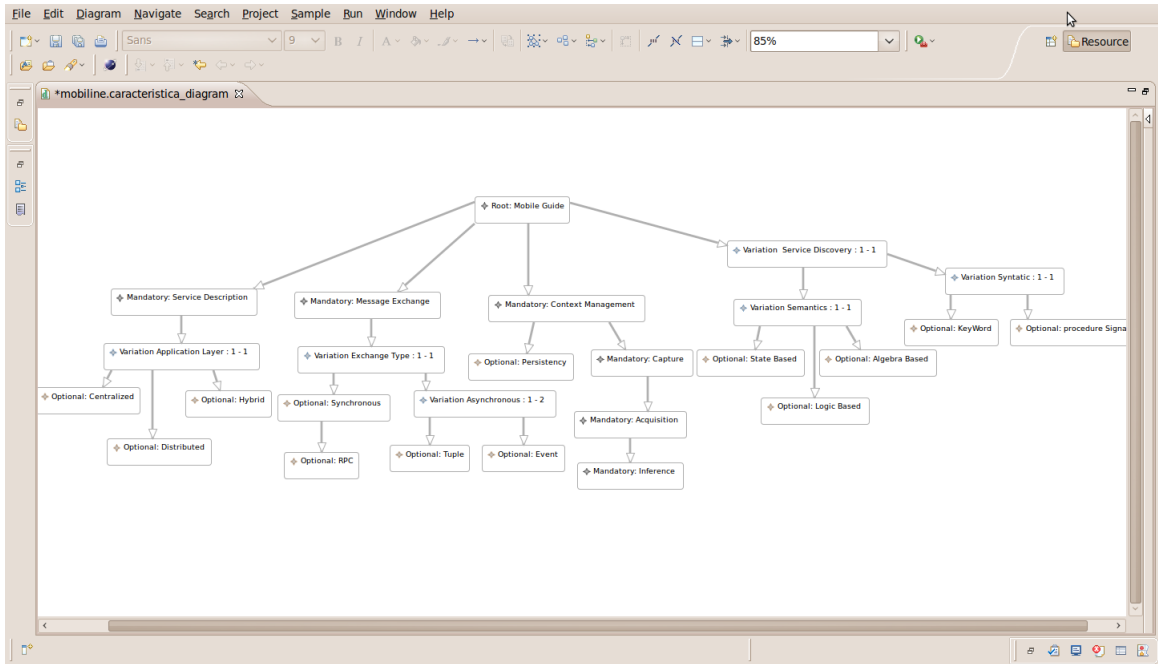 File Edit Diagram Navigate Search Project Sample Run Window Help
Sans 9 B I A 85% Resource
*mobiline.caracteristica_diagram
Root: Mobile Guide
Variation  Service Discovery : 1 - 1
Variation Syntatic : 1 - 1
Mandatory: Service Description
Mandatory: Message Exchange
Mandatory: Context Management
Variation Semantics : 1 - 1
Optional: KeyWord
Optional: procedure Signa
Variation Application Layer : 1 - 1
Variation Exchange Type : 1 - 1
Optional: Persistency
Mandatory: Capture
Optional: State Based
Optional: Algebra Based
Optional: Centralized
Optional: Hybrid
Optional: Synchronous
Variation Asynchronous : 1 - 2
Optional: Logic Based
Mandatory: Acquisition
Optional: Distributed
Optional: RPC
Optional: Tuple
Optional: Event
Mandatory: Inference